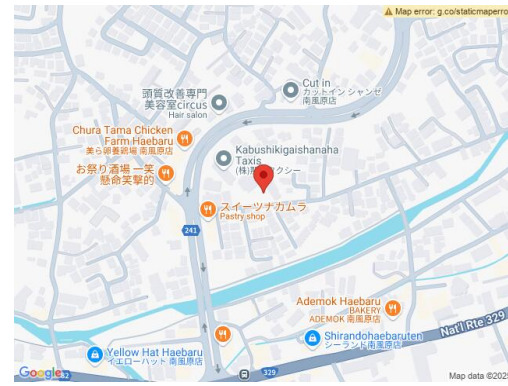 Map error: g.co/staticmaperro
頭質改善専門
美容室circus
Hair salon
Cut in
カットイン シャンゼ
南風原店
Chura Tama Chicken
Farm Haebaru
美ら卵養鶏場 南風原店
Kabushikigaishanaha
Taxis
お祭り酒場 一笑
懸命笑撃的
スイーツナカムラ
Pastry shop
241
Ademok Haebaru
BAKERY
ADEMOK 南風原店
Nat'l Rte 329
Shirandohaebaruten
シーランド南風原店
Yellow Hat Haebaru
イエローハット 南風原店
329
Google
Map data ©2025